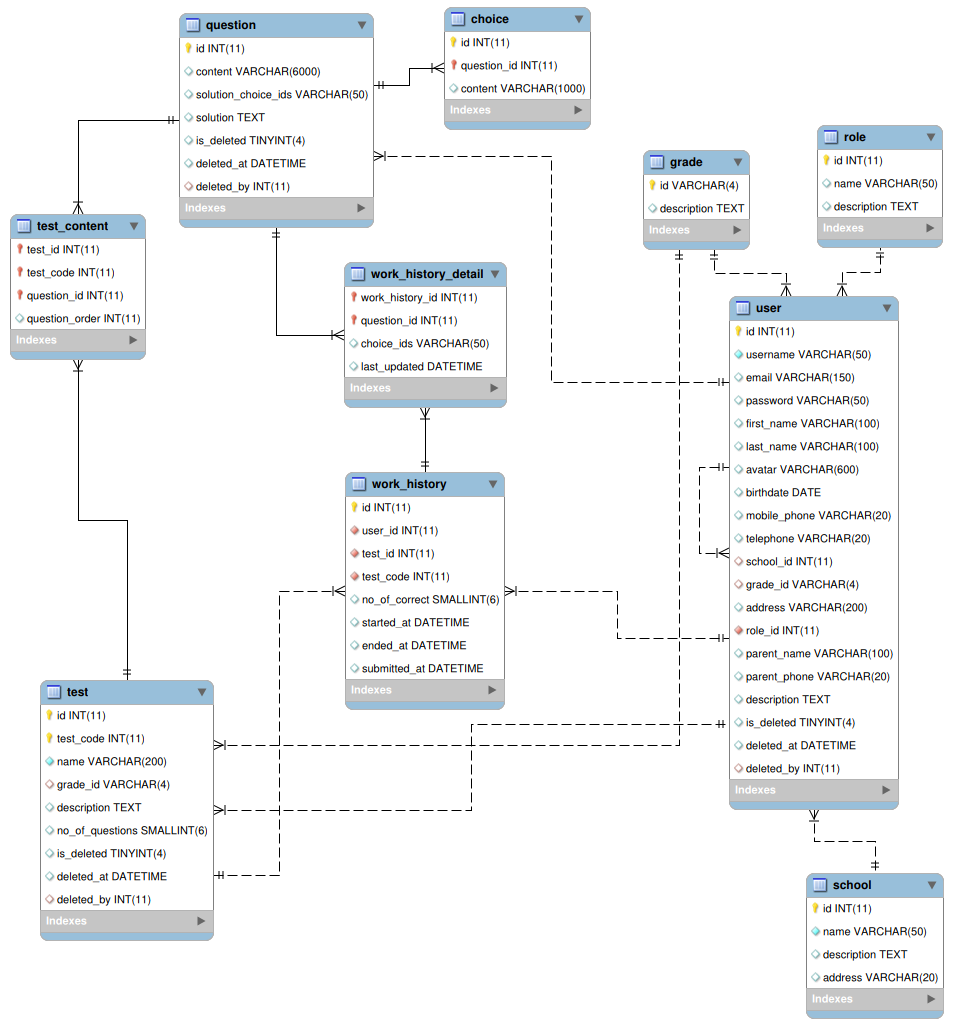 question
id INT(11)
content VARCHAR(6000)
solution_choice_ids VARCHAR(50)
solution TEXT
is_deleted TINYINT(4)
deleted_at DATETIME
deleted_by INT(11)
Indexes
choice
id INT(11)
question_id INT(11)
content VARCHAR(1000)
Indexes
grade
id VARCHAR(4)
description TEXT
Indexes
role
id INT(11)
name VARCHAR(50)
description TEXT
Indexes
test_content
test_id INT(11)
test_code INT(11)
question_id INT(11)
question_order INT(11)
Indexes
work_history_detail
work_history_id INT(11)
question_id INT(11)
choice_ids VARCHAR(50)
last_updated DATETIME
Indexes
user
id INT(11)
username VARCHAR(50)
email VARCHAR(150)
password VARCHAR(50)
first_name VARCHAR(100)
last_name VARCHAR(100)
avatar VARCHAR(600)
birthdate DATE
mobile_phone VARCHAR(20)
telephone VARCHAR(20)
school_id INT(11)
grade_id VARCHAR(4)
address VARCHAR(200)
role_id INT(11)
parent_name VARCHAR(100)
parent_phone VARCHAR(20)
description TEXT
is_deleted TINYINT(4)
deleted_at DATETIME
deleted_by INT(11)
Indexes
work_history
id INT(11)
user_id INT(11)
test_id INT(11)
test_code INT(11)
no_of_correct SMALLINT(6)
started_at DATETIME
ended_at DATETIME
submitted_at DATETIME
Indexes
test
id INT(11)
test_code INT(11)
name VARCHAR(200)
grade_id VARCHAR(4)
description TEXT
no_of_questions SMALLINT(6)
is_deleted TINYINT(4)
deleted_at DATETIME
deleted_by INT(11)
Indexes
school
id INT(11)
name VARCHAR(50)
description TEXT
address VARCHAR(20)
Indexes